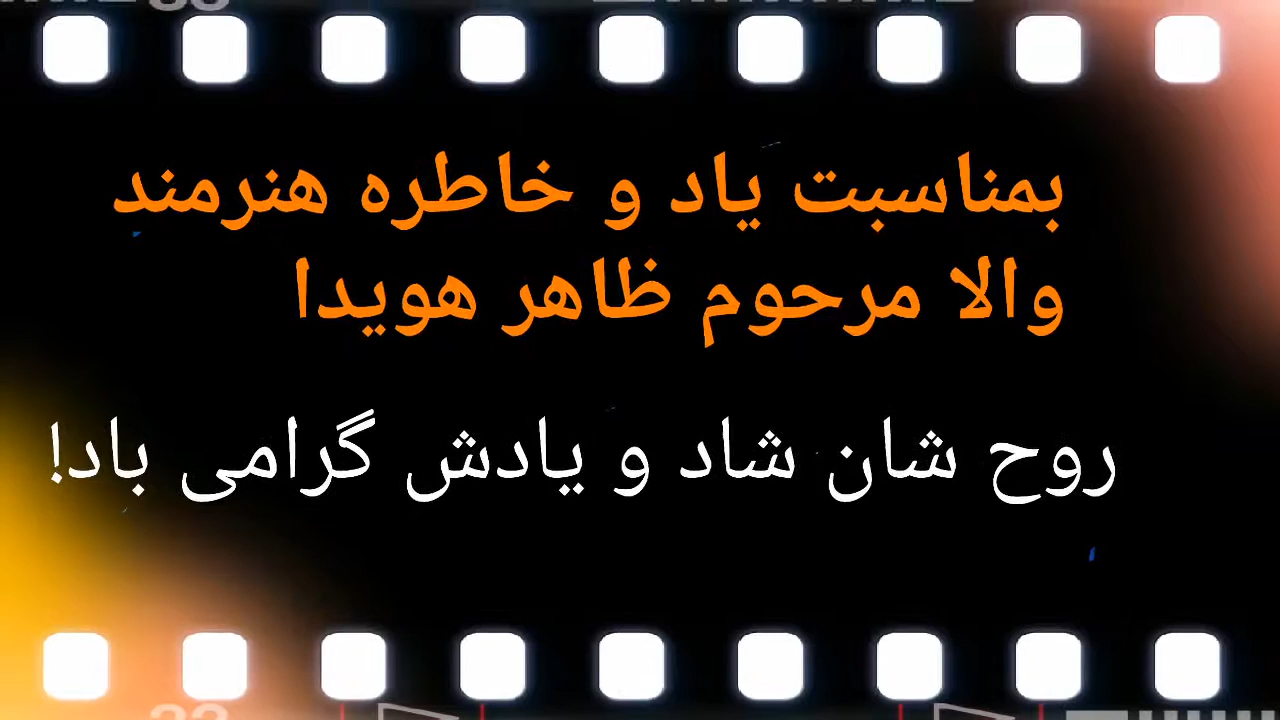 بمناسبت یاد و خاطره هنرمند
والا مرحوم ظاهر هویدا
روح شان شاد و یادش گرامی باد!